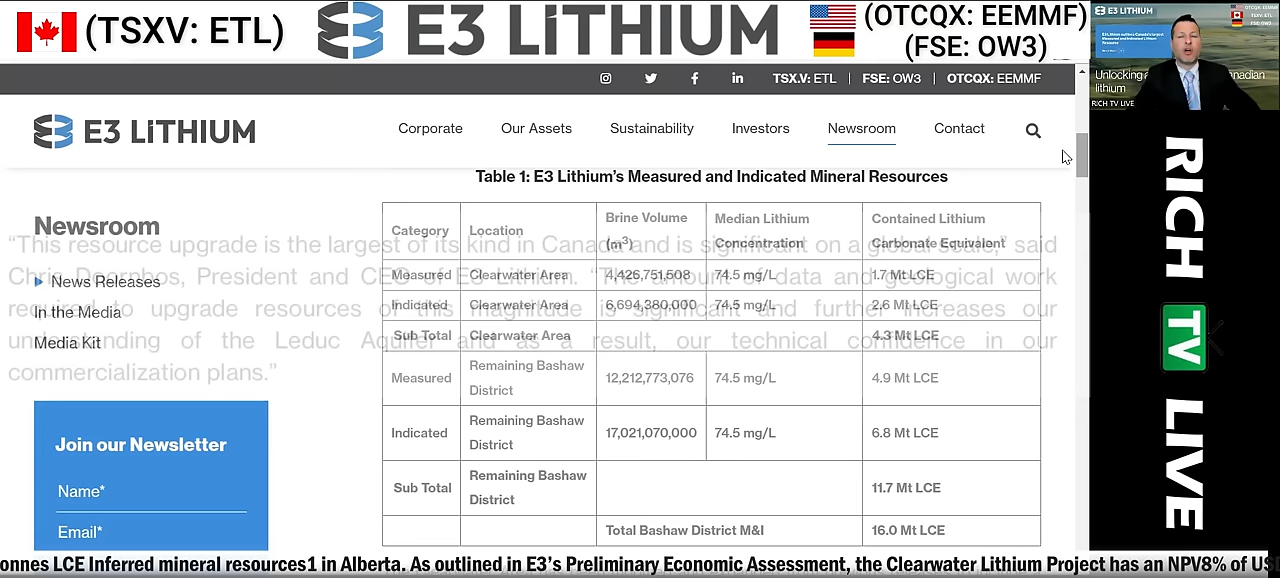 (TSXV: ETL)
E3 LiTHIUM
(OTCQX: EEMMF)
(FSE: OW3)
E3 LITHIUM
RICH TV LIVE
TSX.V: ETL | FSE: OW3 | OTCQX: EEMMF
E3 LiTHIUM
Corporate Our Assets Sustainability Investors Newsroom Contact
Table 1: E3 Lithium's Measured and Indicated Mineral Resources
Newsroom
News Releases
In the Media
Media Kit
"This resource upgrade is the largest of its kind in Canada and is significant on a global scale," said
Chris Doornbos, President and CEO of E3 Lithium. "The amount of data and geological work
required to upgrade resources of this magnitude is significant and further increases our
understanding of the Leduc Aquifer and as a result, our technical confidence in our
commercialization plans."
Category Location Brine Volume (m³) Median Lithium Concentration Contained Lithium Carbonate Equivalent
Measured Clearwater Area 4,426,751,508 74.5 mg/L 1.7 Mt LCE
Indicated Clearwater Area 6,694,380,000 74.5 mg/L 2.6 Mt LCE
Sub Total Clearwater Area 4.3 Mt LCE
Measured Remaining Bashaw District 12,212,773,076 74.5 mg/L 4.9 Mt LCE
Indicated Remaining Bashaw District 17,021,070,000 74.5 mg/L 6.8 Mt LCE
Sub Total Remaining Bashaw District 11.7 Mt LCE
Total Bashaw District M&I 16.0 Mt LCE
Join our Newsletter
Name*
Email*
RICH TV LIVE
onnes LCE Inferred mineral resources1 in Alberta. As outlined in E3's Preliminary Economic Assessment, the Clearwater Lithium Project has an NPV8% of US